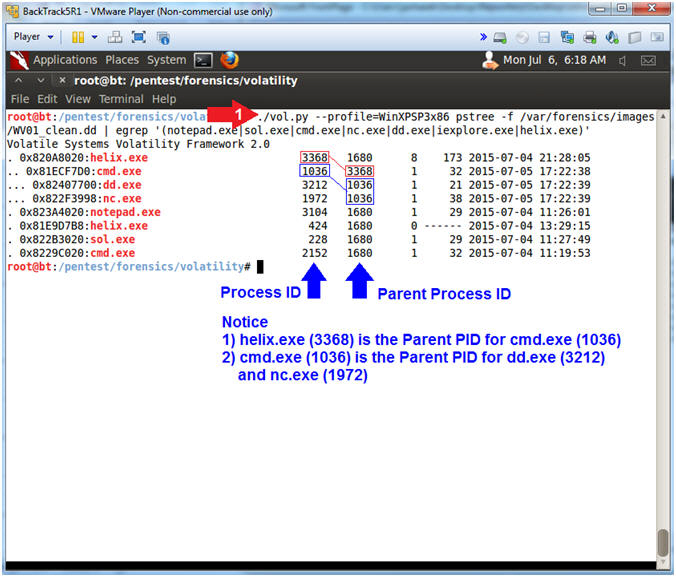 BackTrack5R1 - VMware Player (Non-commercial use only)
Player
Applications Places System Mon Jul 6, 6:18 AM
root@bt: /pentest/forensics/volatility
File Edit View Terminal Help
root@bt:/pentest/forensics/volat 1 ./vol.py --profile=WinXPSP3x86 pstree -f /var/forensics/images
/WV01_clean.dd | egrep '(notepad.exe|sol.exe|cmd.exe|nc.exe|dd.exe|iexplore.exe|helix.exe)'
Volatile Systems Volatility Framework 2.0
. 0x820A8020:helix.exe 3368 1680 8 173 2015-07-04 21:28:05
.. 0x81ECF7D0:cmd.exe 1036 3368 1 32 2015-07-05 17:22:38
... 0x82407700:dd.exe 3212 1036 1 21 2015-07-05 17:22:39
... 0x822F3998:nc.exe 1972 1036 1 38 2015-07-05 17:22:39
. 0x823A4020:notepad.exe 3104 1680 1 29 2015-07-04 11:26:01
. 0x81E9D7B8:helix.exe 424 1680 0 ------ 2015-07-04 13:29:15
. 0x822B3020:sol.exe 228 1680 1 29 2015-07-04 11:27:49
. 0x8229C020:cmd.exe 2152 1680 1 32 2015-07-04 11:19:53
root@bt:/pentest/forensics/volatility#
Process ID Parent Process ID
Notice
1) helix.exe (3368) is the Parent PID for cmd.exe (1036)
2) cmd.exe (1036) is the Parent PID for dd.exe (3212)
and nc.exe (1972)